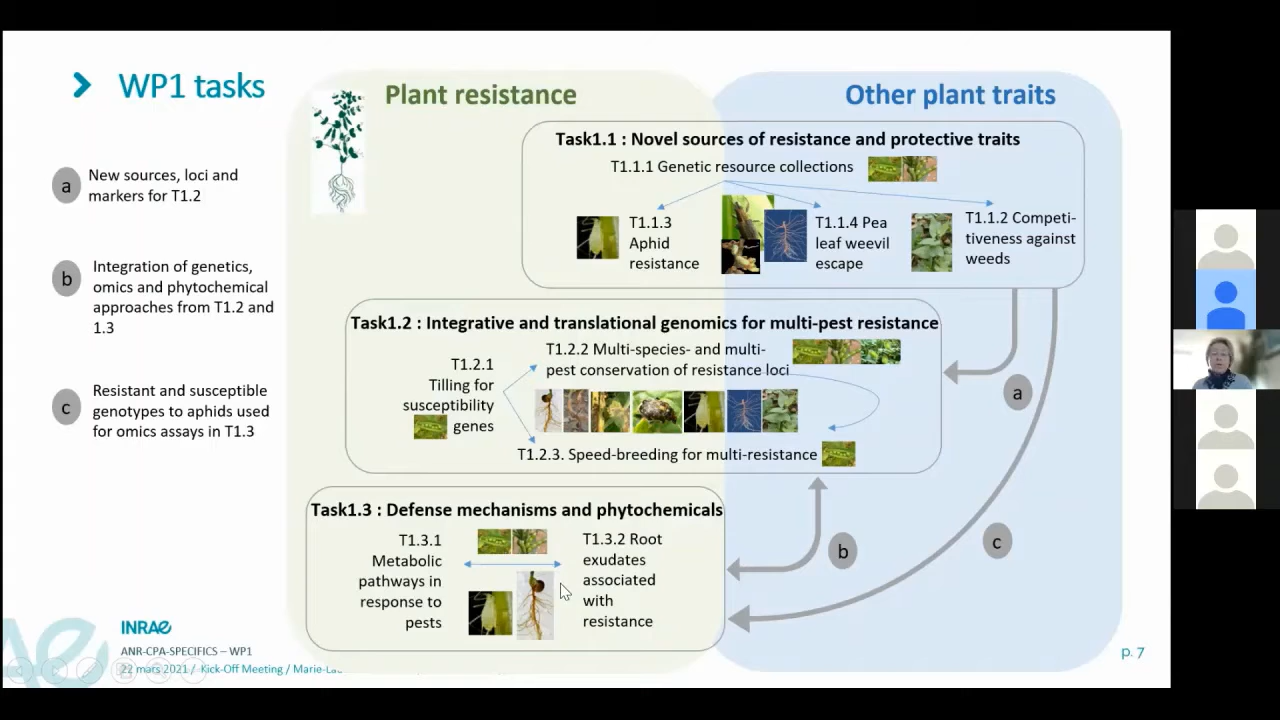 WP1 tasks
Plant resistance
Other plant traits
Task1.1 : Novel sources of resistance and protective traits
T1.1.1 Genetic resource collections
T1.1.3
Aphid
resistance
T1.1.4 Pea
leaf weevil
escape
T1.1.2 Competi-
tiveness against
weeds
a
New sources, loci and
markers for T1.2
b
Integration of genetics,
omics and phytochemical
approaches from T1.2 and
1.3
c
Resistant and susceptible
genotypes to aphids used
for omics assays in T1.3
Task1.2 : Integrative and translational genomics for multi-pest resistance
T1.2.1
Tilling for
susceptibility
genes
T1.2.2 Multi-species- and multi-
pest conservation of resistance loci
T1.2.3. Speed-breeding for multi-resistance
a
Task1.3 : Defense mechanisms and phytochemicals
T1.3.1
Metabolic
pathways in
response to
pests
T1.3.2 Root
exudates
associated
with
resistance
b
c
INRAE
ANR-CPA-SPECIFICS – WP1
22 mars 2021 / Kick-Off Meeting /
p. 7